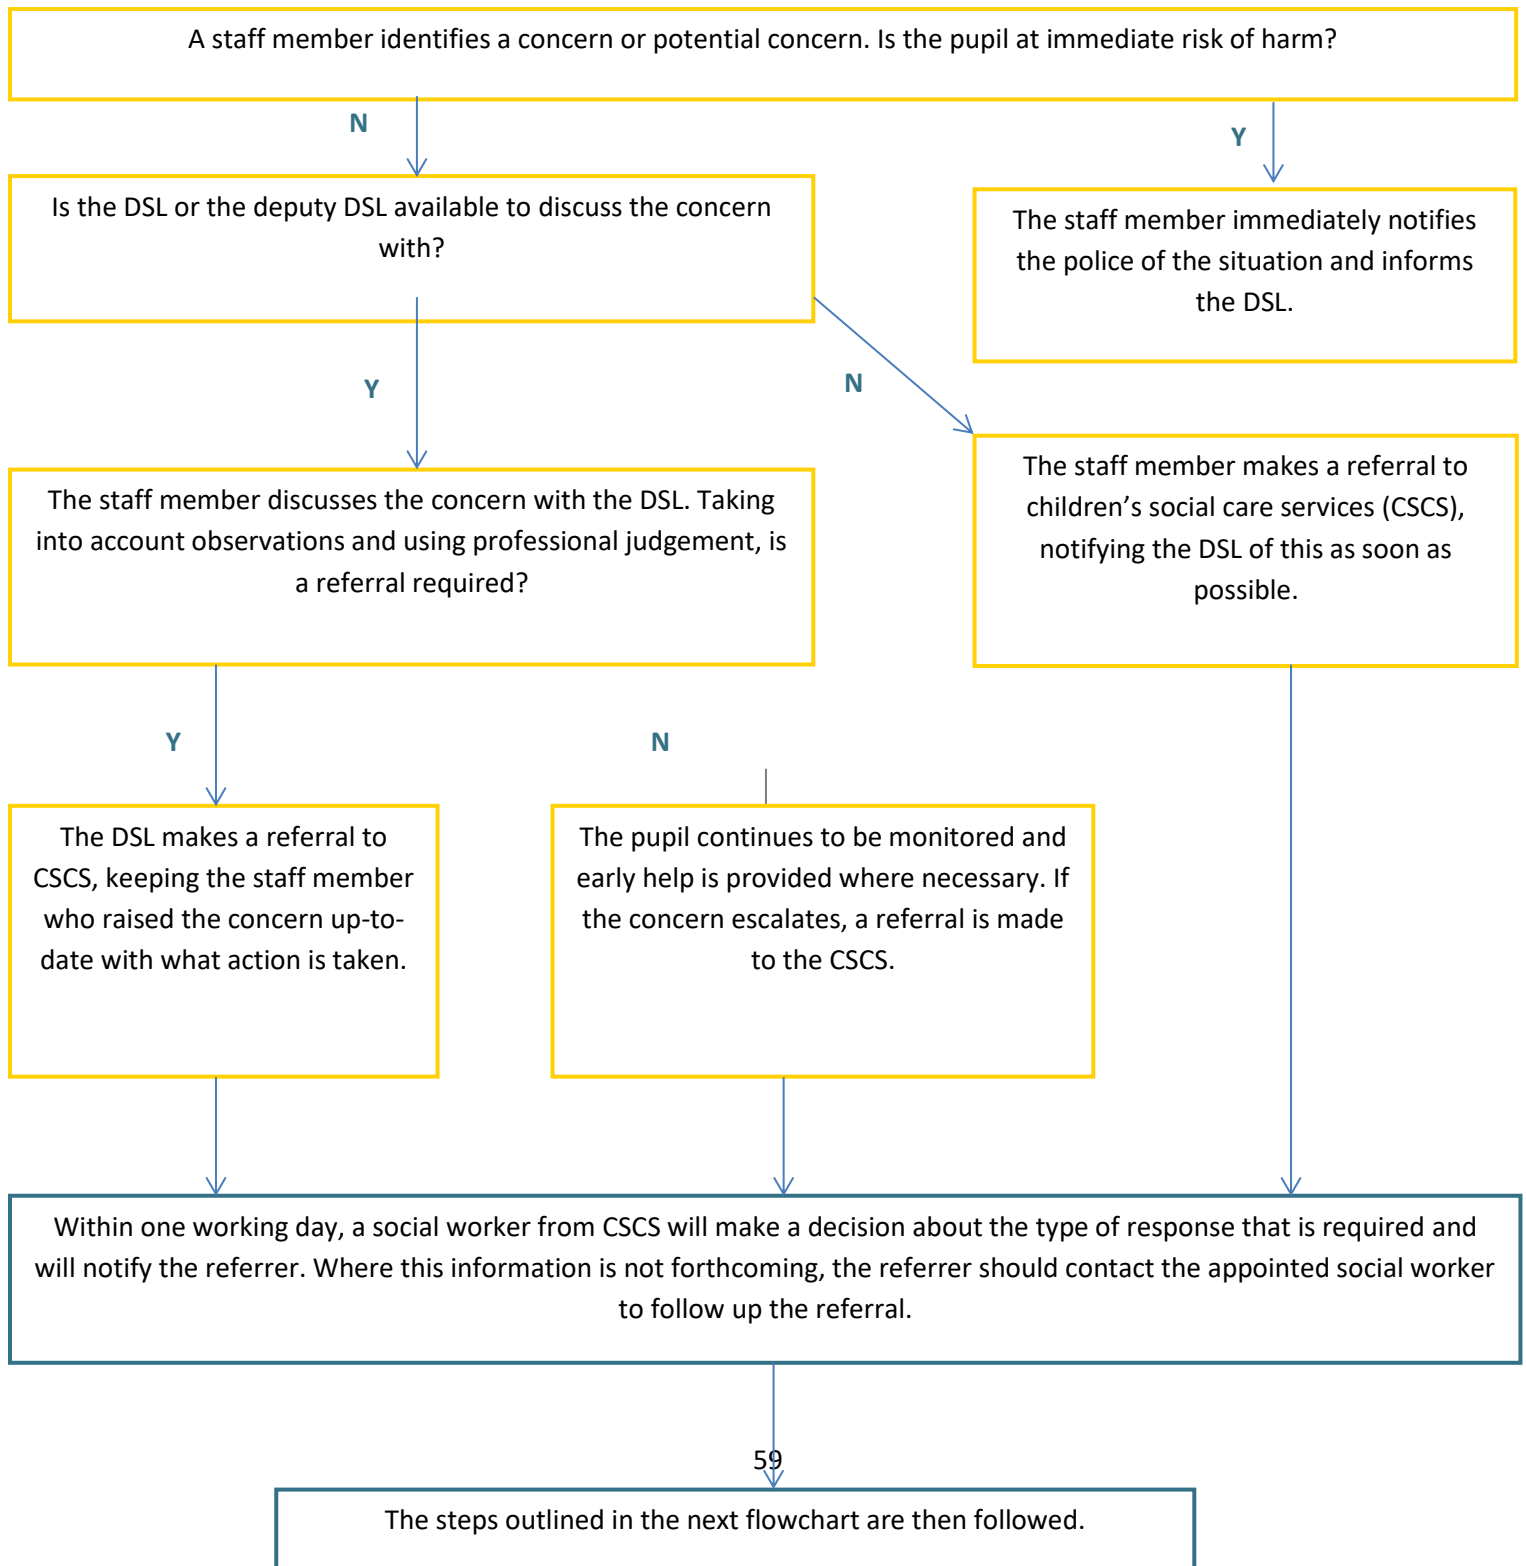 A staff member identifies a concern or potential concern. Is the pupil at immediate risk of harm?
N
Y
Is the DSL or the deputy DSL available to discuss the concern
with?
The staff member immediately notifies
the police of the situation and informs
the DSL.
Y
N
The staff member discusses the concern with the DSL. Taking
into account observations and using professional judgement, is
a referral required?
The staff member makes a referral to
children’s social care services (CSCS),
notifying the DSL of this as soon as
possible.
Y
N
The DSL makes a referral to
CSCS, keeping the staff member
who raised the concern up-to-
date with what action is taken.
The pupil continues to be monitored and
early help is provided where necessary. If
the concern escalates, a referral is made
to the CSCS.
Within one working day, a social worker from CSCS will make a decision about the type of response that is required and
will notify the referrer. Where this information is not forthcoming, the referrer should contact the appointed social worker
to follow up the referral.
59
The steps outlined in the next flowchart are then followed.